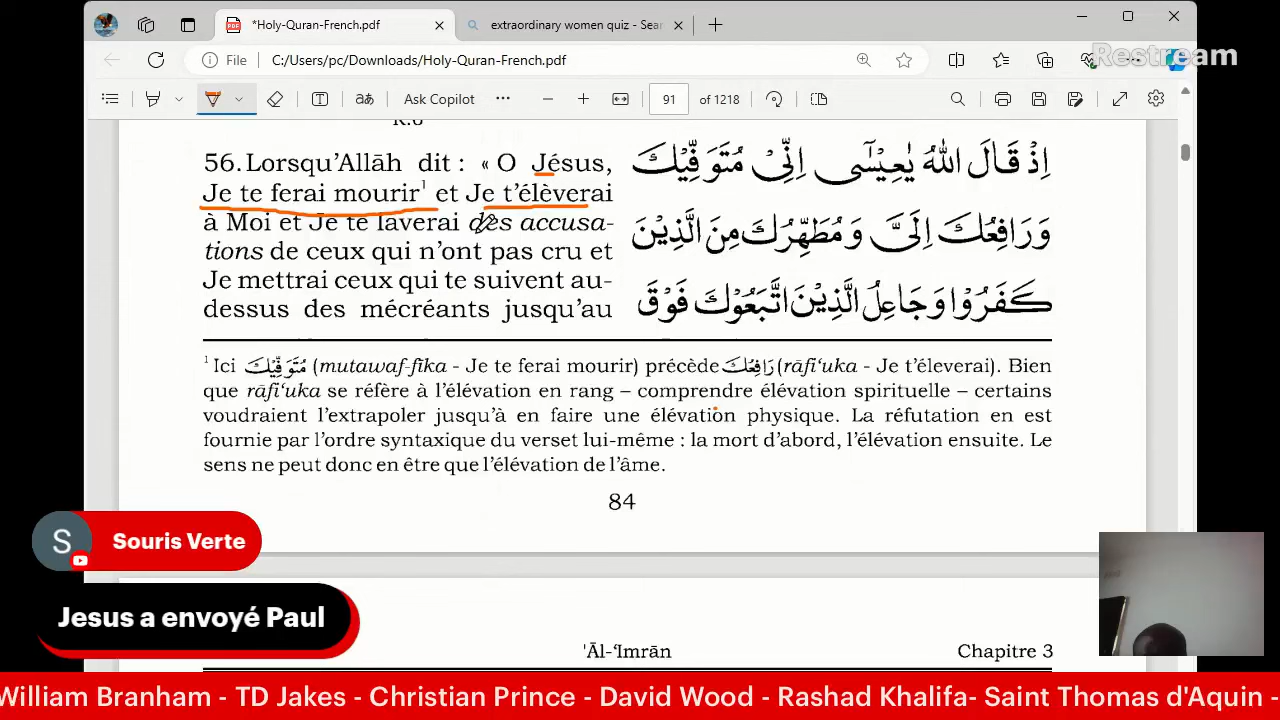 *Holy-Quran-French.pdf
extraordinary women quiz - Sear
File
C:/Users/pc/Downloads/Holy-Quran-French.pdf
Restream
aあ
Ask Copilot
91
of 1218
56. Lorsqu’Allāh dit : « O Jésus,
Je te ferai mourir¹ et Je t’élèverai
à Moi et Je te laverai des accusa-
tions de ceux qui n’ont pas cru et
Je mettrai ceux qui te suivent au-
dessus des mécréants jusqu’au
اِذْ قَالَ اللّٰهُ يٰعِيْسٰٓى اِنِّىْ مُتَوَفِّيْكَ
وَ رَافِعُكَ اِلَىَّ وَ مُطَهِّرُكَ مِنَ الَّذِيْنَ
كَفَرُوْا وَ جَاعِلُ الَّذِيْنَ اتَّبَعُوْكَ فَوْقَ
¹ Ici مُتَوَفِّيْكَ (mutawaf-fīka - Je te ferai mourir) précède رَافِعُكَ (rāfi‘uka - Je t’éleverai). Bien
que rāfi‘uka se réfère à l’élévation en rang – comprendre élévation spirituelle – certains
voudraient l’extrapoler jusqu’à en faire une élévation physique. La réfutation en est
fournie par l’ordre syntaxique du verset lui-même : la mort d’abord, l’élévation ensuite. Le
sens ne peut donc en être que l’élévation de l’âme.
84
S
Souris Verte
Jesus a envoyé Paul
'Āl-‘Imrān
Chapitre 3
William Branham - TD Jakes - Christian Prince - David Wood - Rashad Khalifa- Saint Thomas d'Aquin -